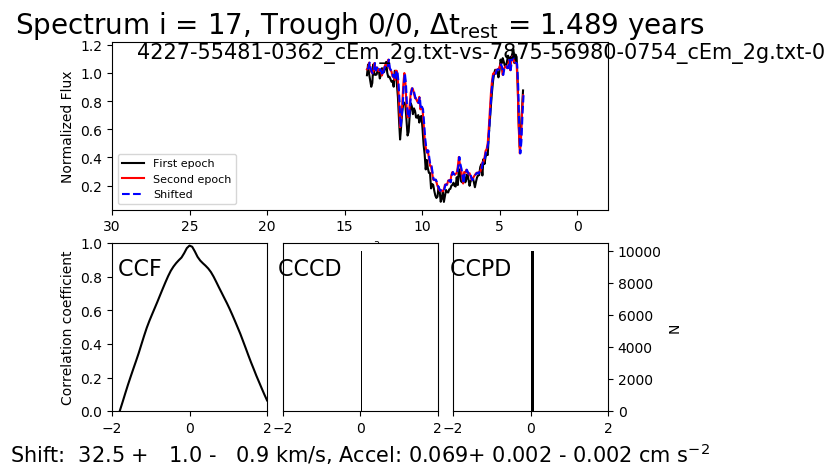 Spectrum i = 17, Trough 0/0, Δt_rest = 1.489 years
4227-55481-0362_cEm_2g.txt-vs-7875-56980-0754_cEm_2g.txt-0
Normalized Flux
1.2
1.0
0.8
0.6
0.4
0.2
First epoch
Second epoch
Shifted
30 25 20 15 10 5 0
Correlation coefficient
1.0
0.8
0.6
0.4
0.2
0.0
CCF
CCCD
CCPD
10000
8000
6000
4000
2000
0
N
−2 0 2
−2 0 2
−2 0 2
Shift: 32.5 + 1.0 - 0.9 km/s, Accel: 0.069+ 0.002 - 0.002 cm s⁻²